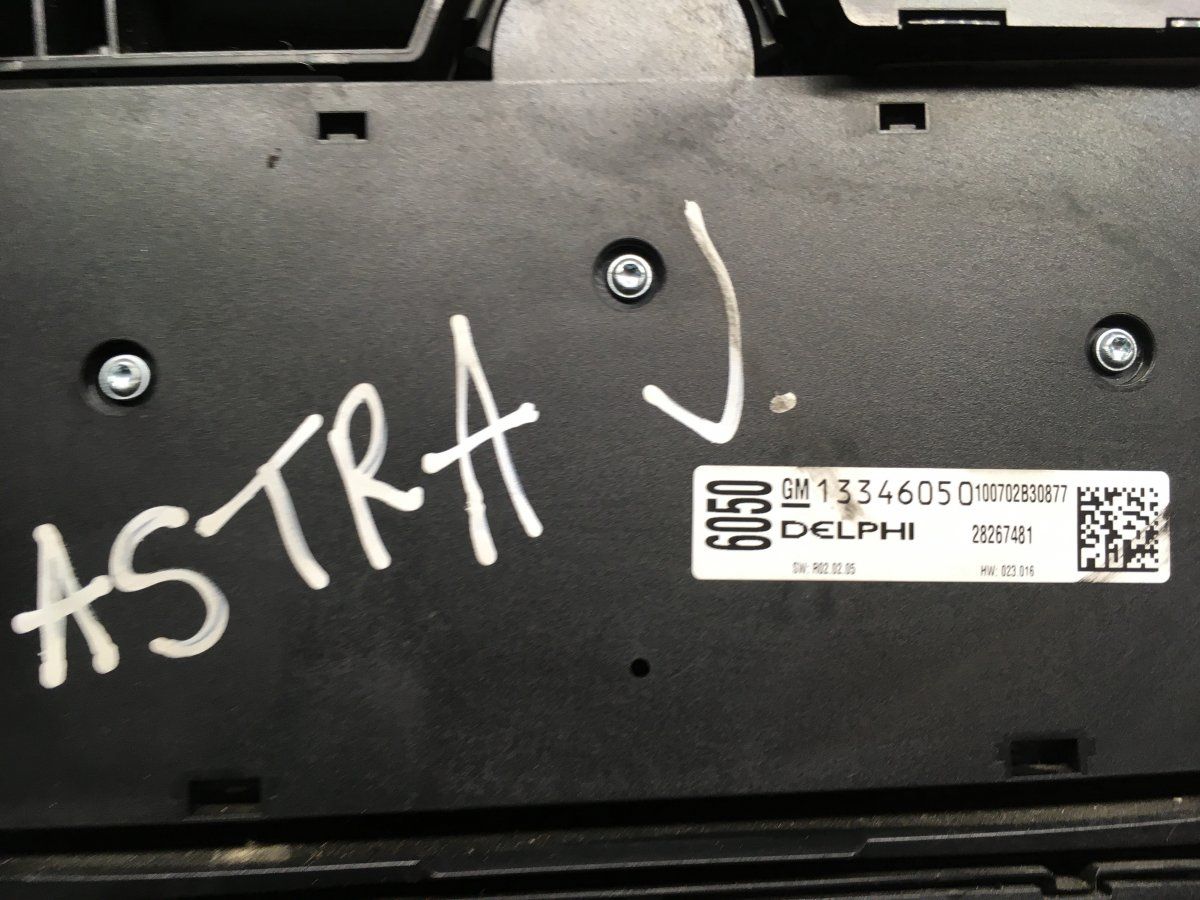 ASTRA J.
6050
GM 13346050 100702B30877
DELPHI 28267481
SW: R02.02.05 HW: 023.016